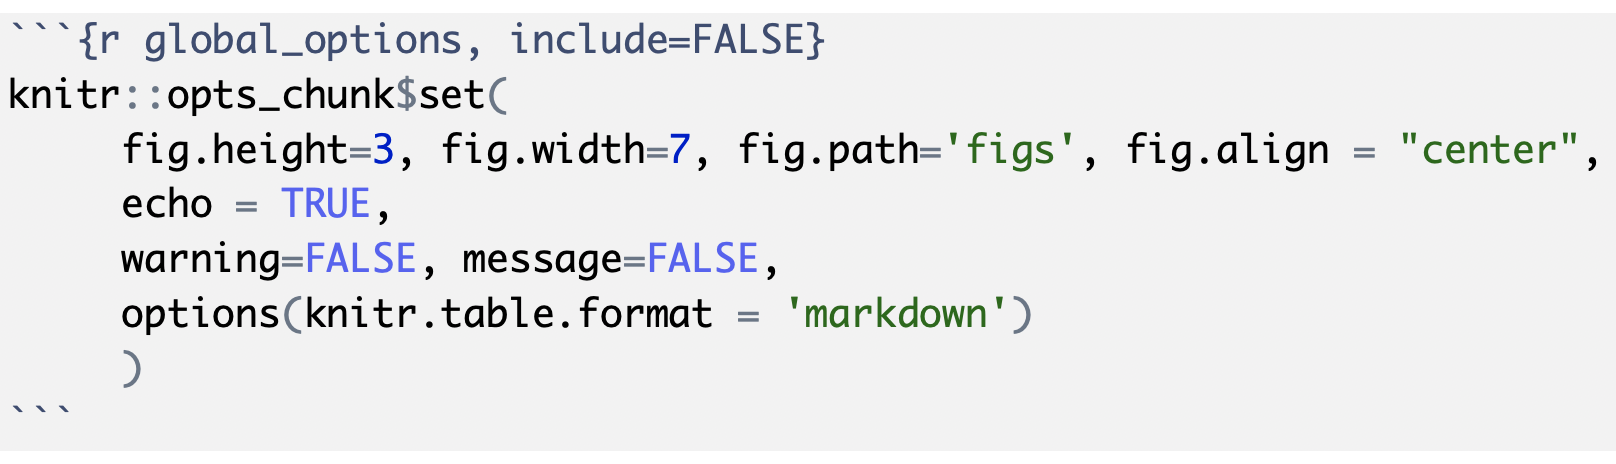 ```{r global_options, include=FALSE}
knitr::opts_chunk$set(
     fig.height=3, fig.width=7, fig.path='figs', fig.align = "center",
     echo = TRUE,
     warning=FALSE, message=FALSE,
     options(knitr.table.format = 'markdown')
     )
```